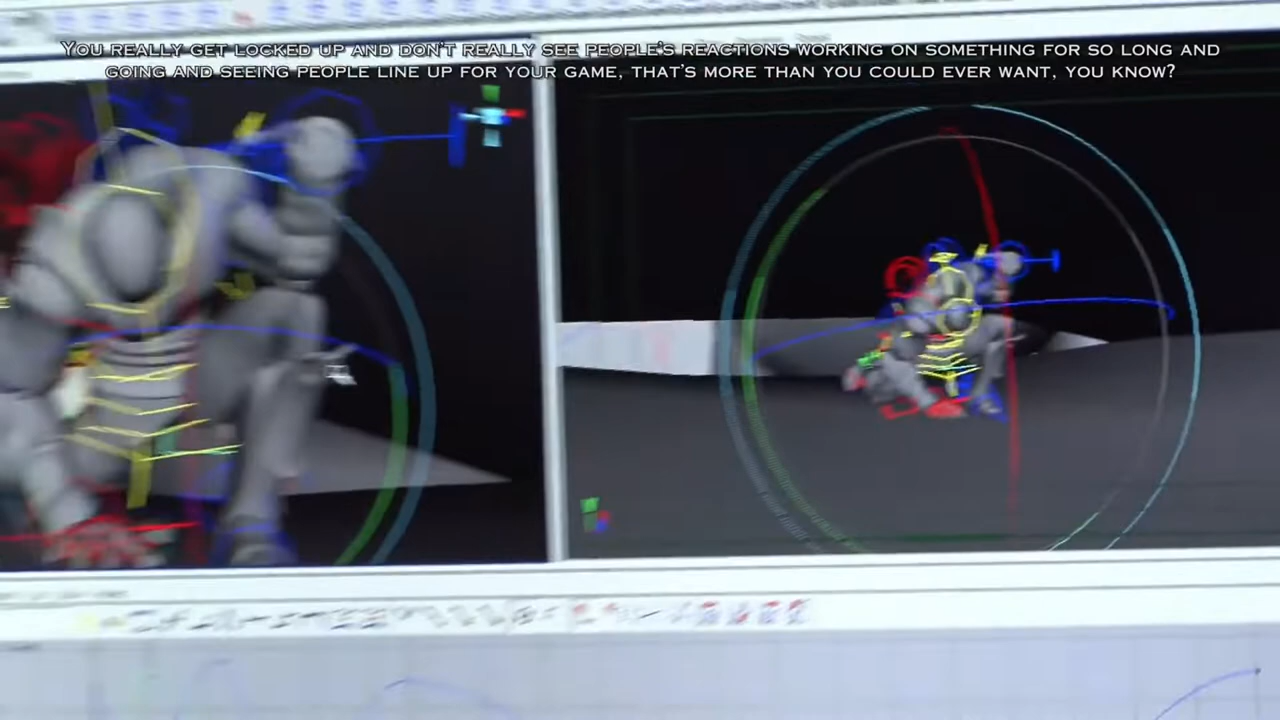 You really get locked up and don't really see people's reactions working on something for so long and
going and seeing people line up for your game, that's more than you could ever want, you know?